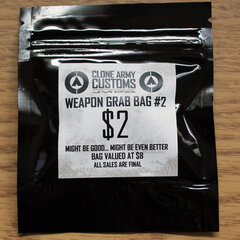 CLONE ARMY
CUSTOMS
WEAPON GRAB BAG #2
$2
MIGHT BE GOOD... MIGHT BE EVEN BETTER
BAG VALUED AT $8
ALL SALES ARE FINAL